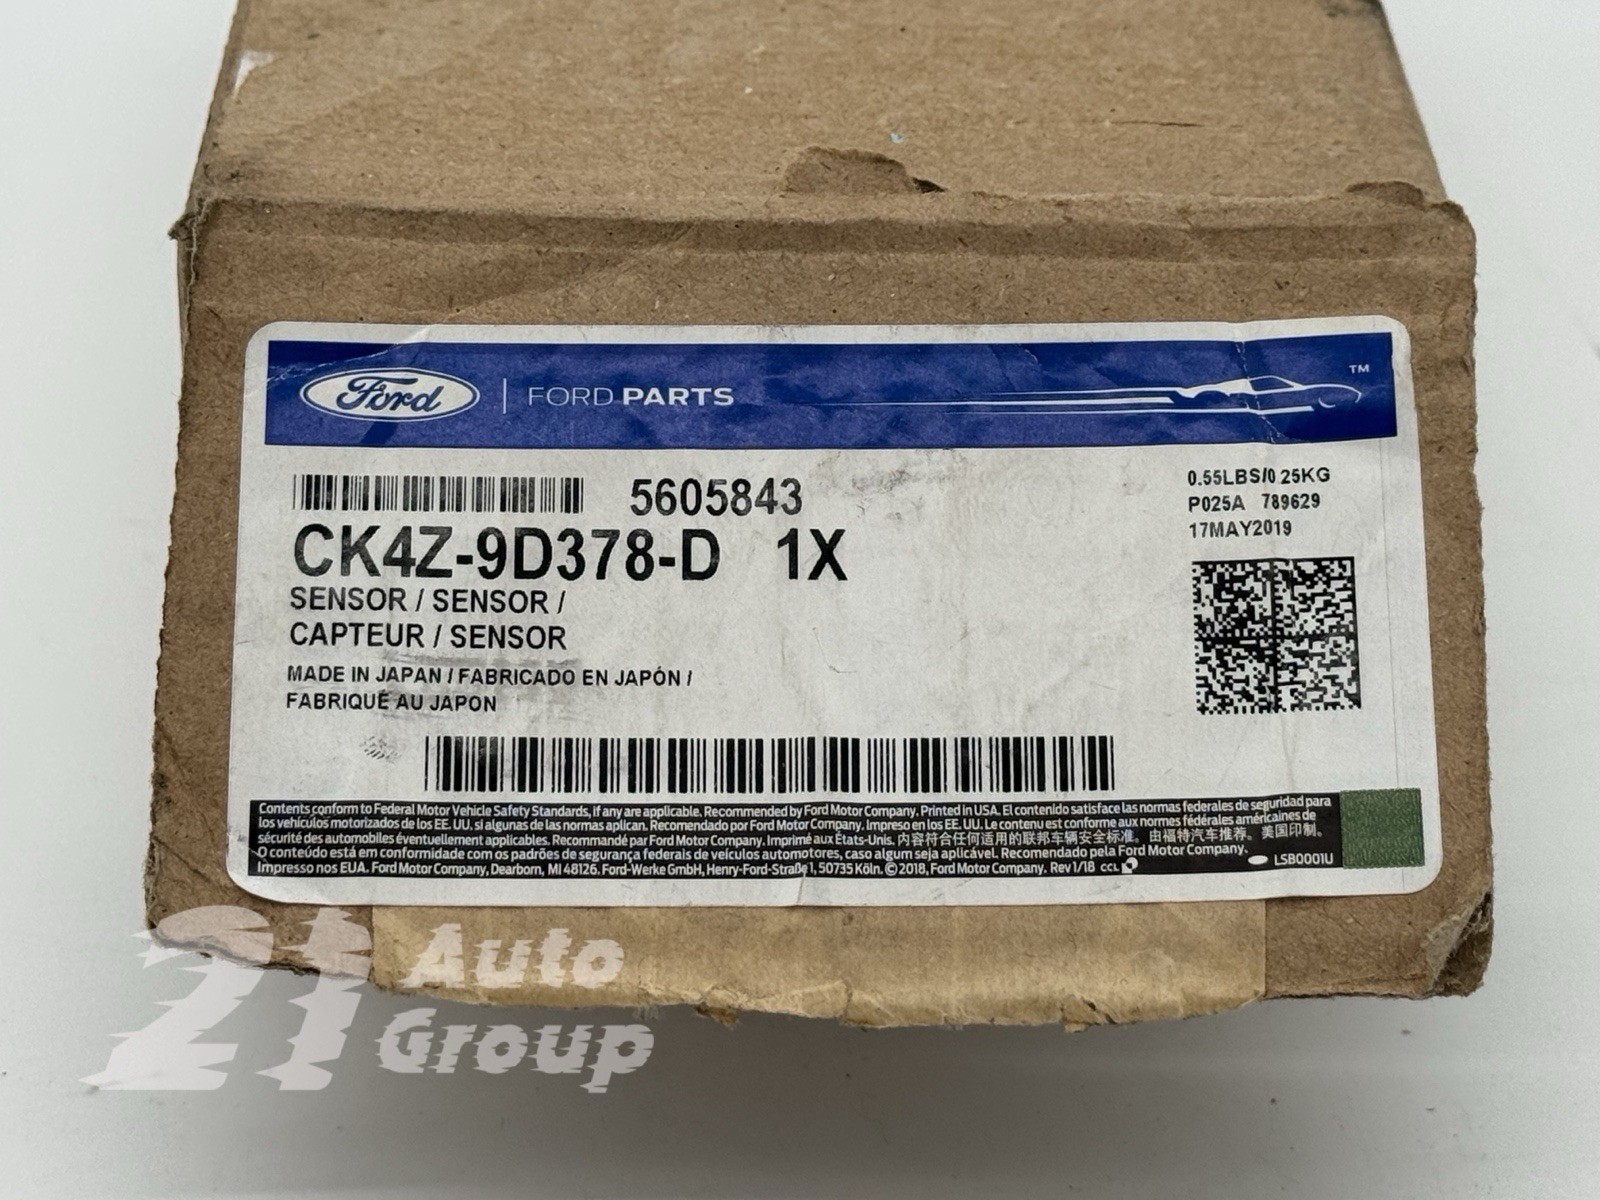 Ford | FORD PARTS
TM
5605843
CK4Z-9D378-D 1X
SENSOR / SENSOR /
CAPTEUR / SENSOR
MADE IN JAPAN / FABRICADO EN JAPÓN /
FABRIQUÉ AU JAPON
0.55LBS/0 25KG
P025A 789629
17MAY2019
Contents conform to Federal Motor Vehicle Safety Standards, if any are applicable. Recommended by Ford Motor Company. Printed in USA. El contenido satisface las normas federales de seguridad para
los vehículos motorizados de los EE. UU. si algunas de las normas aplican. Recomendado por Ford Motor Company. Impreso en los EE. UU. Le contenu est conforme aux normes fédérales américaines de
sécurité des automobiles éventuellement applicables. Recommandé par Ford Motor Company. Imprimé aux États-Unis. 内容符合任何适用的联邦车辆安全标准。由福特汽车推荐。美国印制。
O conteúdo está em conformidade com os padrões de segurança federais de veículos automotores, caso algum seja aplicável. Recomendado pela Ford Motor Company.
Impresso nos EUA. Ford Motor Company, Dearborn, MI 48126. Ford-Werke GmbH, Henry-Ford-Straße 1, 50735 Köln. © 2018, Ford Motor Company. Rev 1/18 CCL
LSB0001U
21 Auto
Group